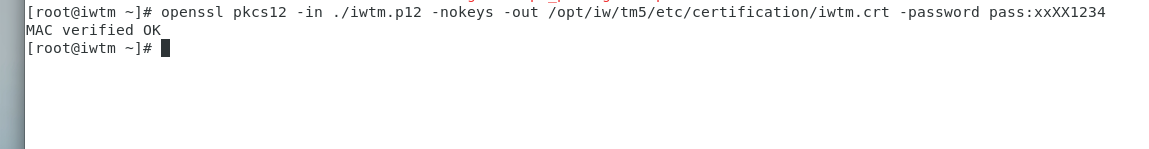 [root@iwtm ~]# openssl pkcs12 -in ./iwtm.p12 -nokeys -out /opt/iw/tm5/etc/certification/iwtm.crt -password pass:xxXX1234
MAC verified OK
[root@iwtm ~]#